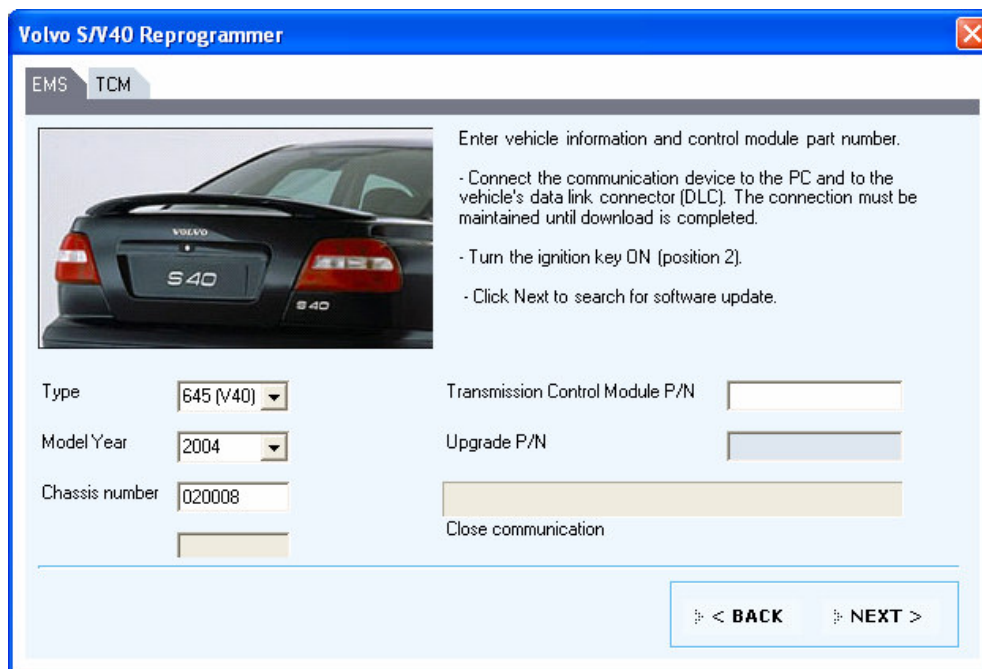 Volvo S/V40 Reprogrammer
EMS TCM
Enter vehicle information and control module part number.
- Connect the communication device to the PC and to the
vehicle's data link connector (DLC). The connection must be
maintained until download is completed.
- Turn the ignition key ON (position 2).
- Click Next to search for software update.
VOLVO
S40
S40
Type 645 (V40)
Transmission Control Module P/N
Model Year 2004
Upgrade P/N
Chassis number 020008
Close communication
< BACK NEXT >